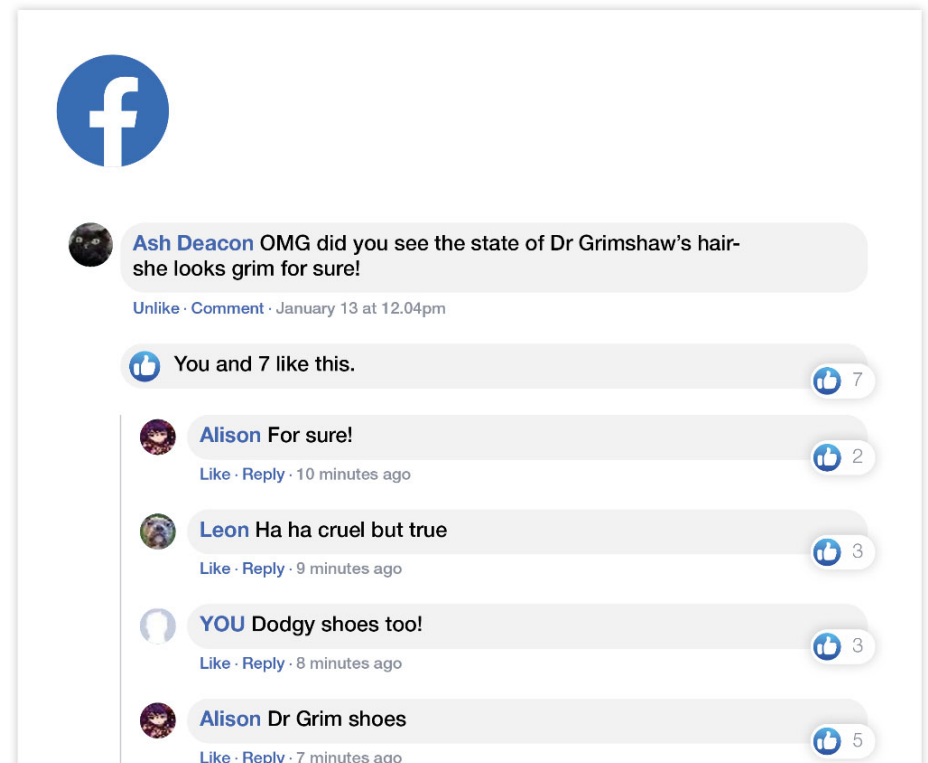 Ash Deacon OMG did you see the state of Dr Grimshaw’s hair-
she looks grim for sure!
Unlike · Comment · January 13 at 12.04pm
You and 7 like this.
7
Alison For sure!
2
Like · Reply · 10 minutes ago
Leon Ha ha cruel but true
3
Like · Reply · 9 minutes ago
YOU Dodgy shoes too!
3
Like · Reply · 8 minutes ago
Alison Dr Grim shoes
5
Like · Reply · 7 minutes ago